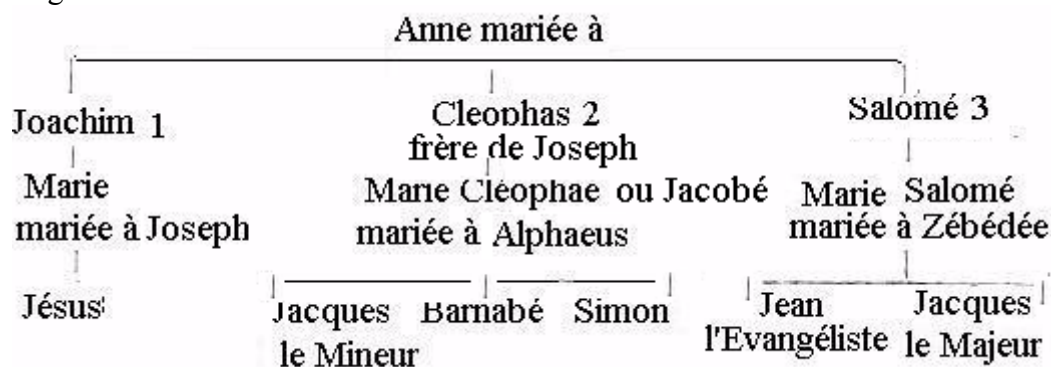 Anne mariée à
Joachim 1
Cleophas 2
frère de Joseph
Salomé 3
Marie
mariée à Joseph
Marie Cléophae ou Jacobé
mariée à Alphaeus
Marie Salomé
mariée à Zébédée
Jésus
Jacques
le Mineur
Barnabé
Simon
Jean
l'Evangéliste
Jacques
le Majeur